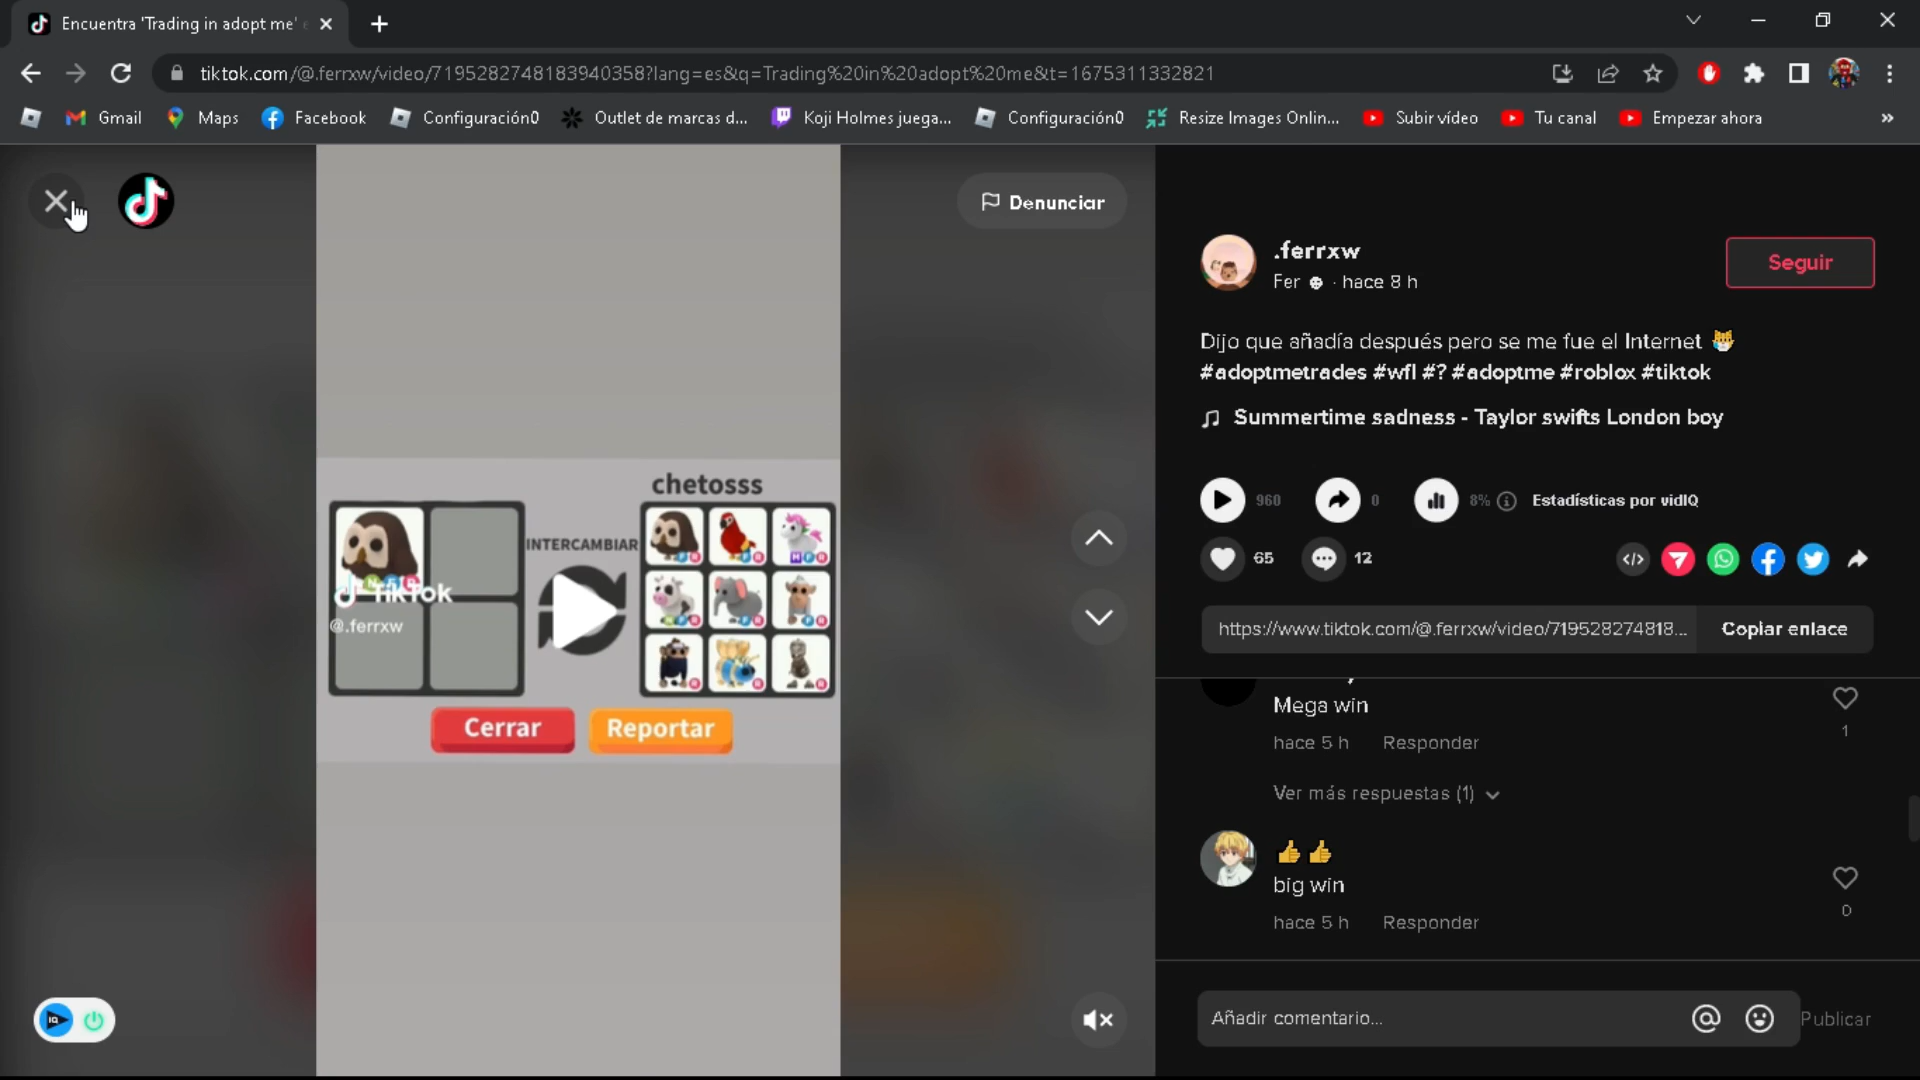 Encuentra 'Trading in adopt me'
tiktok.com/@.ferrxw/video/7195282748183940358?lang=es&q=Trading%20in%20adopt%20me&t=1675311332821
Gmail
Maps
Facebook
Configuración0
Outlet de marcas d...
Koji Holmes juega...
Configuración0
Resize Images Onlin...
Subir vídeo
Tu canal
Empezar ahora
»
Denunciar
chetosss
INTERCAMBIAR
TikTok
@.ferrxw
Cerrar
Reportar
.ferrxw
Fer · hace 8 h
Seguir
Dijo que añadía después pero se me fue el Internet 😹
#adoptmetrades #wfl #? #adoptme #roblox #tiktok
Summertime sadness - Taylor swifts London boy
960
0
8%
Estadísticas por vidIQ
65
12
https://www.tiktok.com/@.ferrxw/video/719528274818...
Copiar enlace
Mega win
hace 5 h Responder
1
Ver más respuestas (1)
👍👍
big win
hace 5 h Responder
0
Añadir comentario...
Publicar